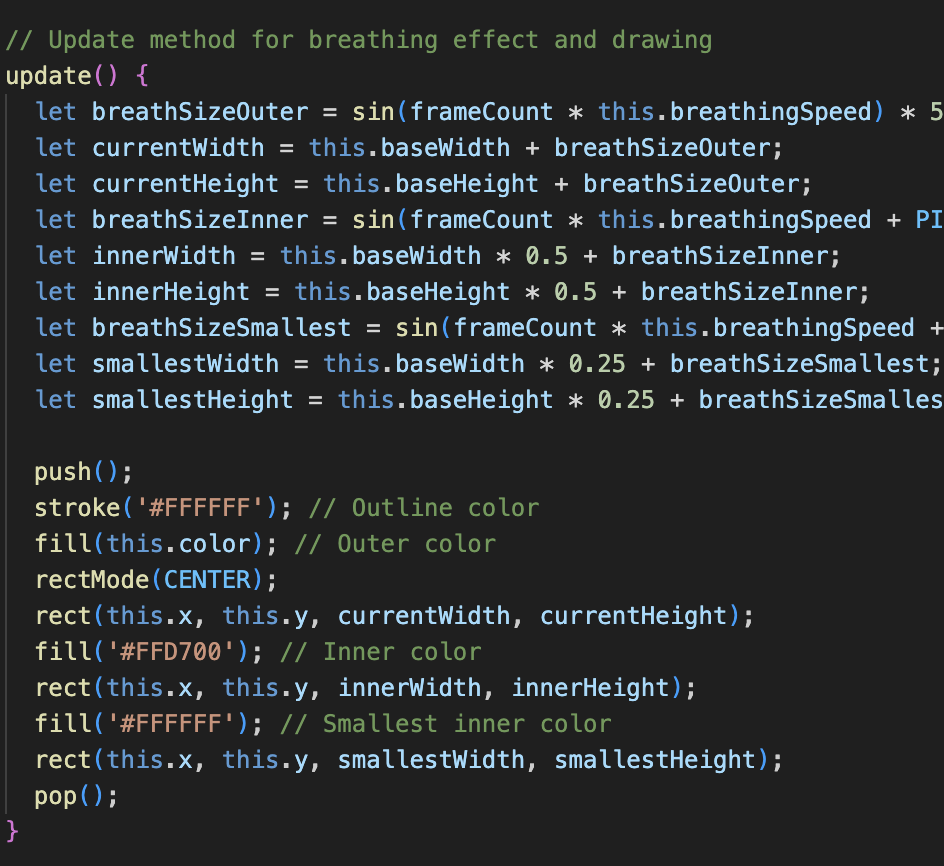 // Update method for breathing effect and drawing
update() {
let breathSizeOuter = sin(frameCount * this.breathingSpeed) * 5
let currentWidth = this.baseWidth + breathSizeOuter;
let currentHeight = this.baseHeight + breathSizeOuter;
let breathSizeInner = sin(frameCount * this.breathingSpeed + PI
let innerWidth = this.baseWidth * 0.5 + breathSizeInner;
let innerHeight = this.baseHeight * 0.5 + breathSizeInner;
let breathSizeSmallest = sin(frameCount * this.breathingSpeed +
let smallestWidth = this.baseWidth * 0.25 + breathSizeSmallest;
let smallestHeight = this.baseHeight * 0.25 + breathSizeSmalles
push();
stroke('#FFFFFF'); // Outline color
fill(this.color); // Outer color
rectMode(CENTER);
rect(this.x, this.y, currentWidth, currentHeight);
fill('#FFD700'); // Inner color
rect(this.x, this.y, innerWidth, innerHeight);
fill('#FFFFFF'); // Smallest inner color
rect(this.x, this.y, smallestWidth, smallestHeight);
pop();
}